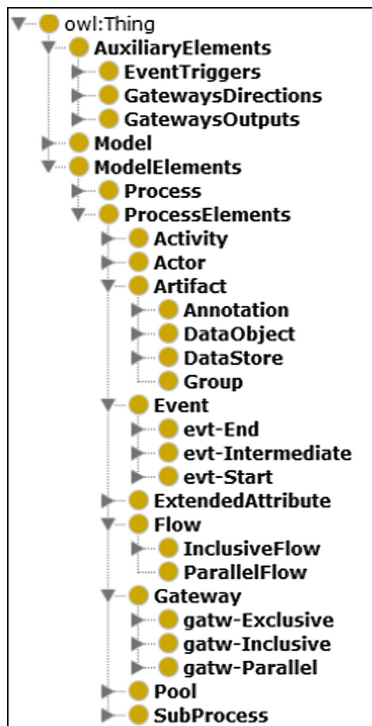 owl:Thing
AuxiliaryElements
EventTriggers
GatewaysDirections
GatewaysOutputs
Model
ModelElements
Process
ProcessElements
Activity
Actor
Artifact
Annotation
DataObject
DataStore
Group
Event
evt-End
evt-Intermediate
evt-Start
ExtendedAttribute
Flow
InclusiveFlow
ParallelFlow
Gateway
gatw-Exclusive
gatw-Inclusive
gatw-Parallel
Pool
SubProcess